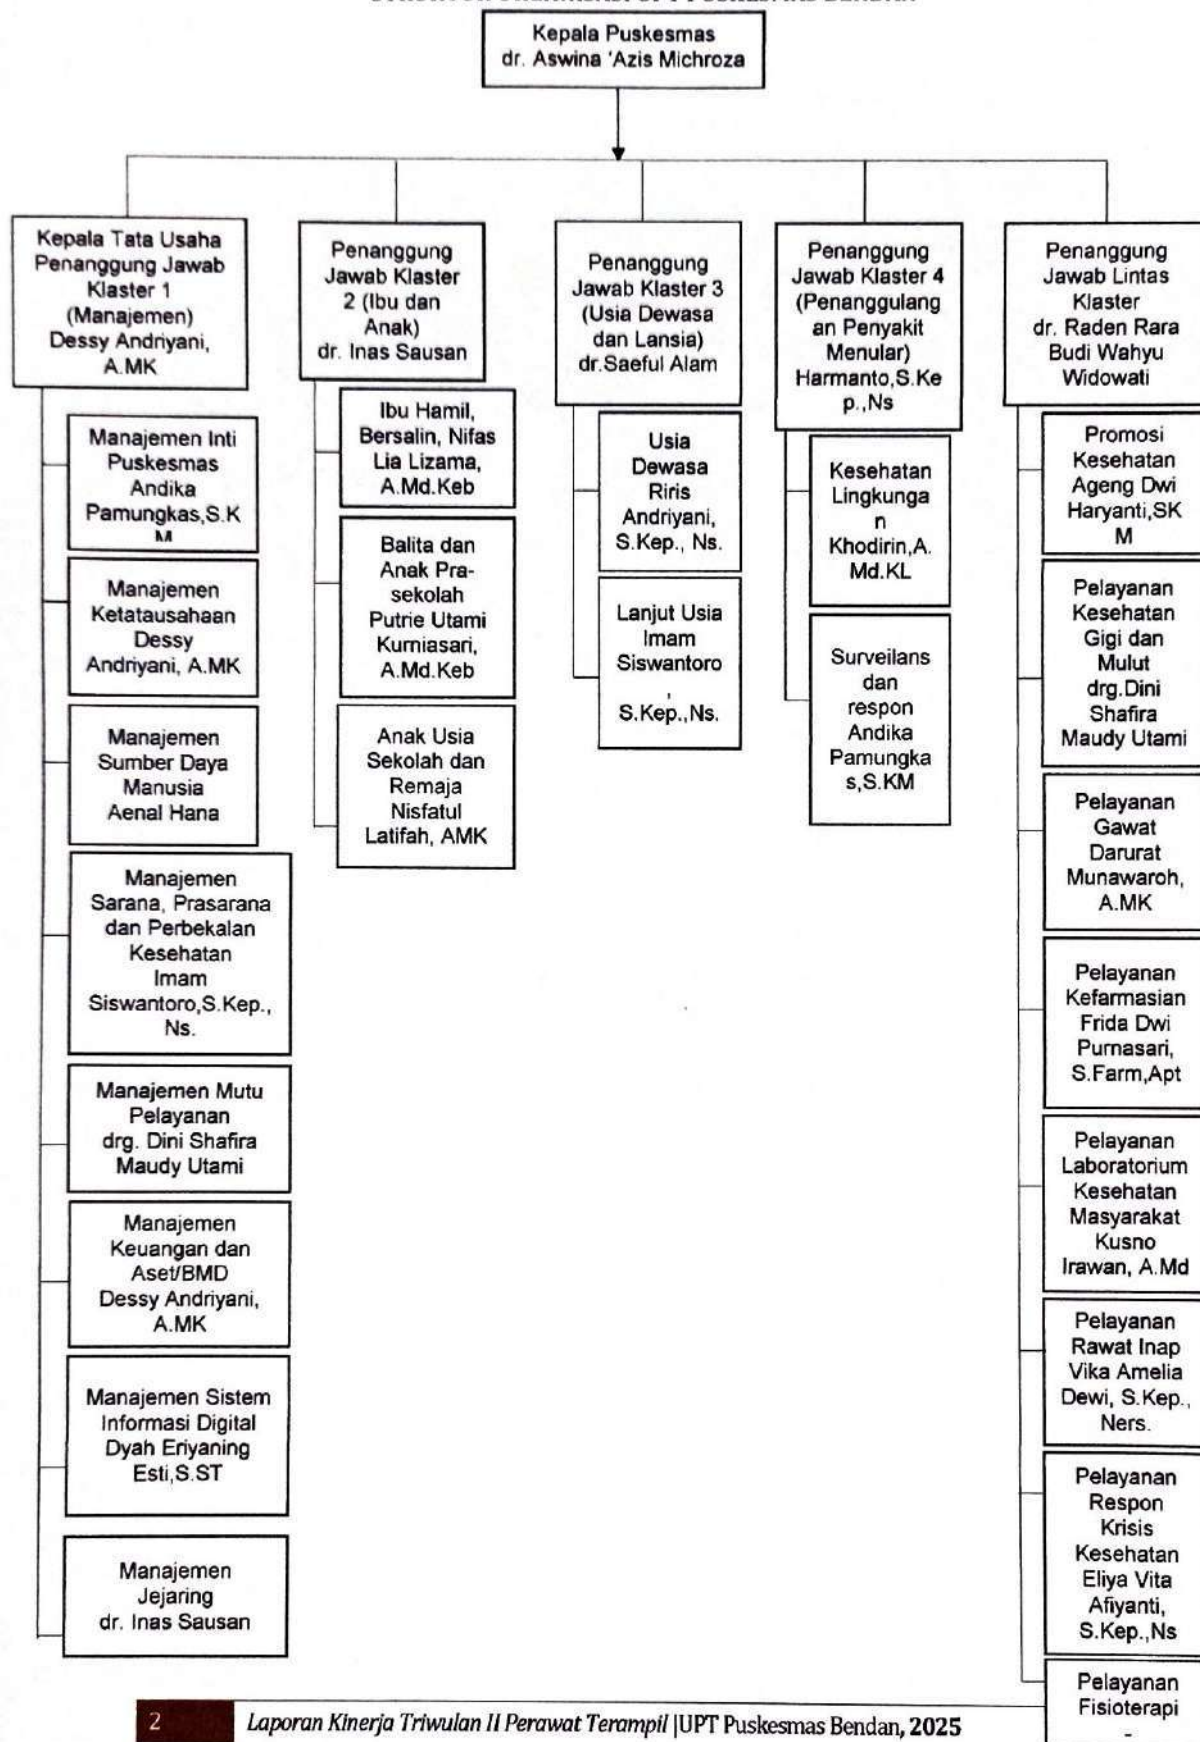 Kepala Puskesmas
dr. Aswina 'Azis Michroza
Kepala Tata Usaha
Penanggung Jawab
Klaster 1
(Manajemen)
Dessy Andriyani,
A.MK
Manajemen Inti
Puskesmas
Andika
Pamungkas,S.K
M
Manajemen
Ketatausahaan
Dessy
Andriyani, A.MK
Manajemen
Sumber Daya
Manusia
Aenal Hana
Manajemen
Sarana, Prasarana
dan Perbekalan
Kesehatan
Imam
Siswantoro,S.Kep.,
Ns.
Manajemen Mutu
Pelayanan
drg. Dini Shafira
Maudy Utami
Manajemen
Keuangan dan
Aset/BMD
Dessy Andriyani,
A.MK
Manajemen Sistem
Informasi Digital
Dyah Eriyaning
Esti,S.ST
Manajemen
Jejaring
dr. Inas Sausan
Penanggung
Jawab Klaster
2 (Ibu dan
Anak)
dr. Inas Sausan
Ibu Hamil,
Bersalin, Nifas
Lia Lizama,
A.Md.Keb
Balita dan
Anak Pra-
sekolah
Putrie Utami
Kurniasari,
A.Md.Keb
Anak Usia
Sekolah dan
Remaja
Nisfatul
Latifah, AMK
Penanggung
Jawab Klaster 3
(Usia Dewasa
dan Lansia)
dr.Saeful Alam
Usia
Dewasa
Riris
Andriyani,
S.Kep., Ns.
Lanjut Usia
Imam
Siswantoro
,
S.Kep.,Ns.
Penanggung
Jawab Klaster 4
(Penanggulang
an Penyakit
Menular)
Harmanto,S.Ke
p.,Ns
Kesehatan
Lingkunga
n
Khodirin,A.
Md.KL
Surveilans
dan
respon
Andika
Pamungka
s,S.KM
Penanggung
Jawab Lintas
Klaster
dr. Raden Rara
Budi Wahyu
Widowati
Promosi
Kesehatan
Ageng Dwi
Haryanti,SK
M
Pelayanan
Kesehatan
Gigi dan
Mulut
drg.Dini
Shafira
Maudy Utami
Pelayanan
Gawat
Darurat
Munawaroh,
A.MK
Pelayanan
Kefarmasian
Frida Dwi
Purnasari,
S.Farm,Apt
Pelayanan
Laboratorium
Kesehatan
Masyarakat
Kusno
Irawan, A.Md
Pelayanan
Rawat Inap
Vika Amelia
Dewi, S.Kep.,
Ners.
Pelayanan
Respon
Krisis
Kesehatan
Eliya Vita
Afiyanti,
S.Kep.,Ns
Pelayanan
Fisioterapi
-
2 Laporan Kinerja Triwulan II Perawat Terampil |UPT Puskesmas Bendan, 2025